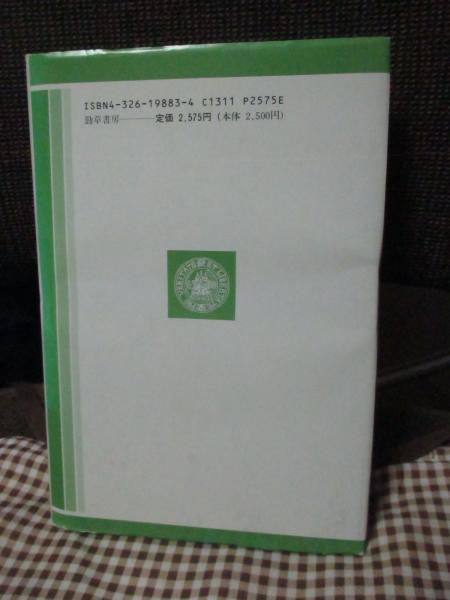 ISBN4-326-19883-4 C1311 P2575E
勁草書房———定価 2,575円 (本体 2,500円)